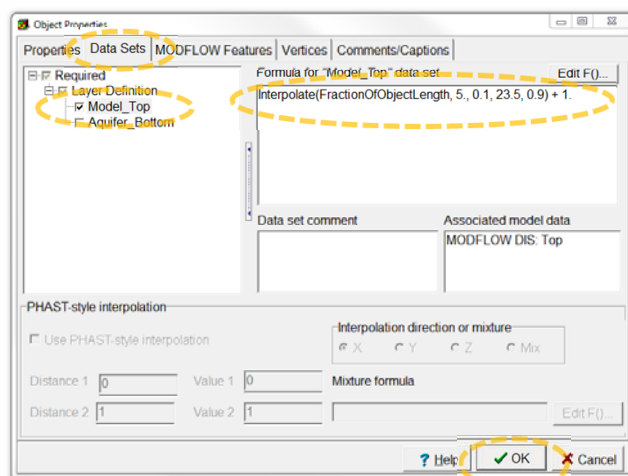 Object Properties
Properties Data Sets MODFLOW Features Vertices Comments/Captions
Required
Layer Definition
Model_Top
Aquifer_Bottom
Formula for "Model_Top" data set
Edit F()...
Interpolate(FractionOfObjectLength, 5., 0.1, 23.5, 0.9) + 1.
Data set comment
Associated model data
MODFLOW DIS: Top
PHAST-style interpolation
Use PHAST-style interpolation
Interpolation direction or mixture
X Y Z Mix
Distance 1 0 Value 1 0
Mixture formula
Distance 2 1 Value 2 1
Edit F()...
? Help OK Cancel